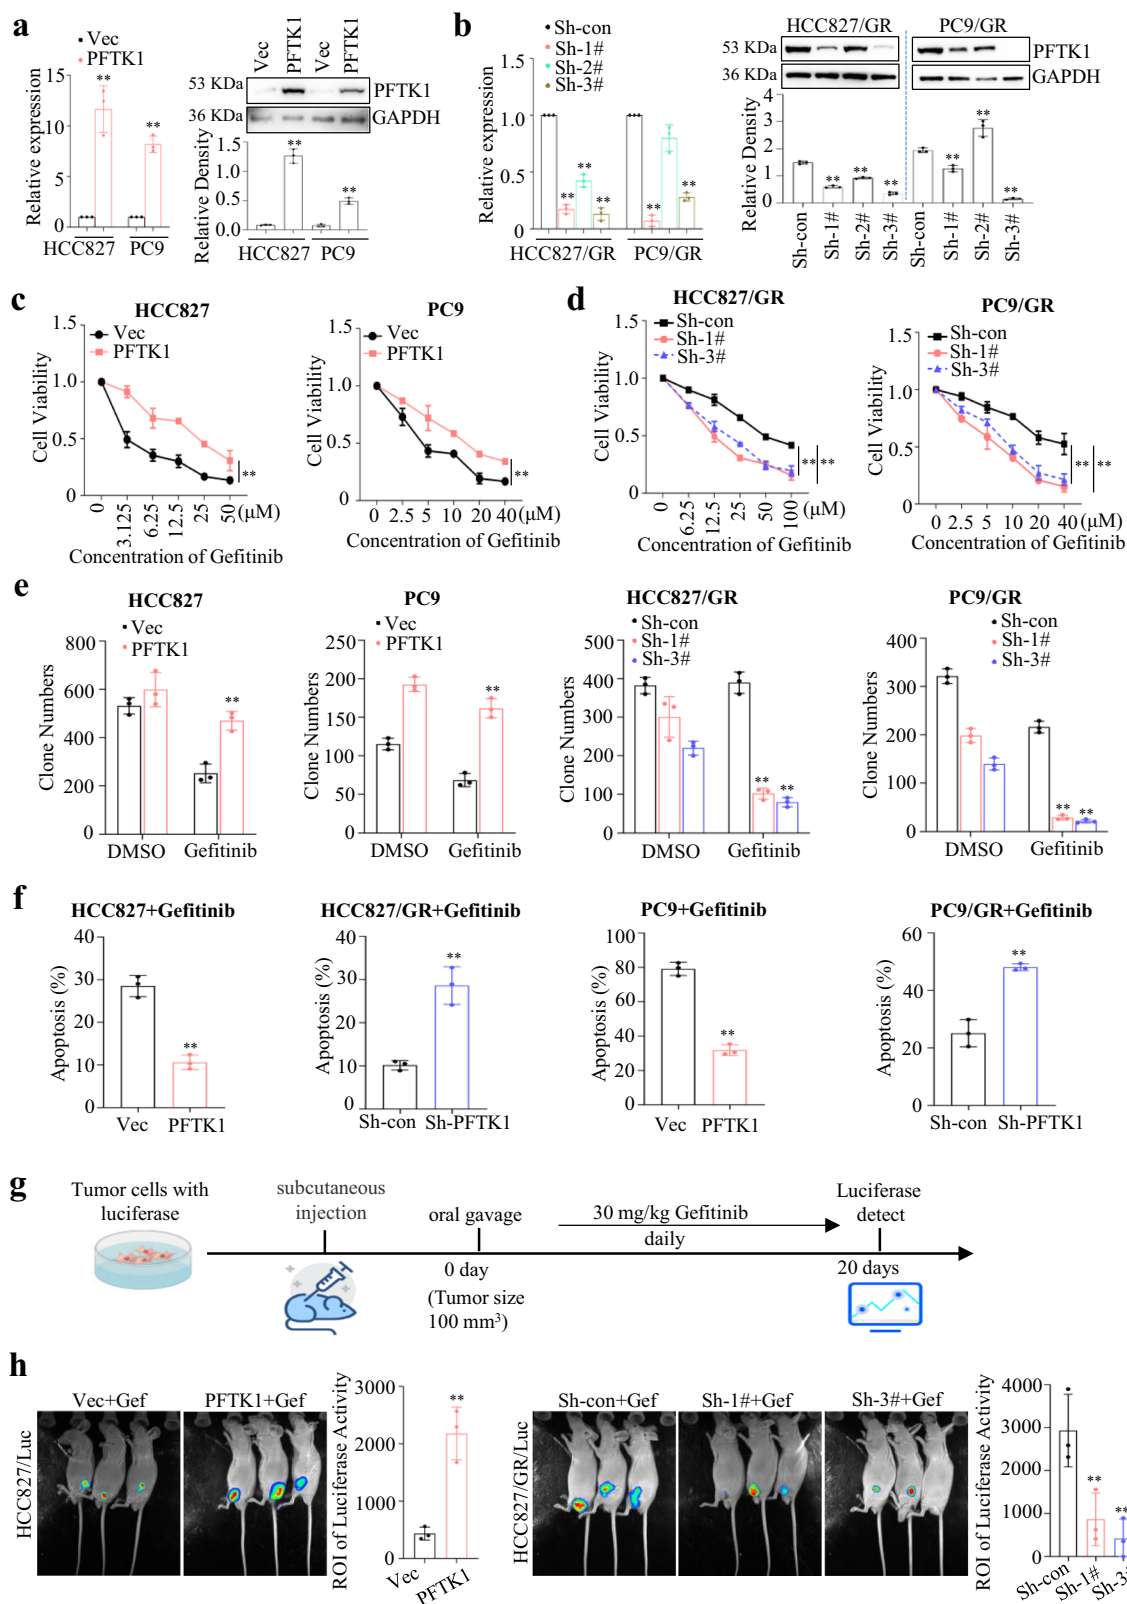 a
Vec
PFTK1
Relative expression
15
10
5
0
**
**
HCC827
PC9
Vec
PFTK1
Vec
PFTK1
53 KDa
PFTK1
36 KDa
GAPDH
Relative Density
1.5
1.0
0.5
0.0
**
**
HCC827
PC9
b
Sh-con
Sh-1#
Sh-2#
Sh-3#
Relative expression
1.0
0.5
0.0
**
**
**
**
**
HCC827/GR
PC9/GR
HCC827/GR
PC9/GR
53 KDa
PFTK1
36 KDa
GAPDH
Relative Density
4
3
2
1
0
**
**
**
**
**
**
Sh-con
Sh-1#
Sh-2#
Sh-3#
Sh-con
Sh-1#
Sh-2#
Sh-3#
c
HCC827
Vec
PFTK1
Cell Viability
1.5
1.0
0.5
0
**
0
3.125
6.25
12.5
25
50
(μM)
Concentration of Gefitinib
PC9
Vec
PFTK1
Cell Viability
1.5
1.0
0.5
0
**
0
2.5
5
10
20
40
(μM)
Concentration of Gefitinib
d
HCC827/GR
Sh-con
Sh-1#
Sh-3#
Cell Viability
1.5
1.0
0.5
0
**
**
0
6.25
12.5
25
50
100
(μM)
Concentration of Gefitinib
PC9/GR
Sh-con
Sh-1#
Sh-3#
Cell Viability
1.5
1.0
0.5
0
**
**
0
2.5
5
10
20
40
(μM)
Concentration of Gefitinib
e
HCC827
Vec
PFTK1
Clone Numbers
800
600
400
200
0
**
DMSO
Gefitinib
PC9
Vec
PFTK1
Clone Numbers
250
200
150
100
50
0
**
DMSO
Gefitinib
HCC827/GR
Sh-con
Sh-1#
Sh-3#
Clone Numbers
500
400
300
200
100
0
**
**
DMSO
Gefitinib
PC9/GR
Sh-con
Sh-1#
Sh-3#
Clone Numbers
400
300
200
100
0
**
**
DMSO
Gefitinib
f
HCC827+Gefitinib
Apoptosis (%)
40
30
20
10
0
**
Vec
PFTK1
HCC827/GR+Gefitinib
Apoptosis (%)
40
30
20
10
0
**
Sh-con
Sh-PFTK1
PC9+Gefitinib
Apoptosis (%)
100
80
60
40
20
0
**
Vec
PFTK1
PC9/GR+Gefitinib
Apoptosis (%)
60
40
20
0
**
Sh-con
Sh-PFTK1
g
Tumor cells with
luciferase
subcutaneous
injection
oral gavage
0 day
(Tumor size
100 mm³)
30 mg/kg Gefitinib
daily
Luciferase
detect
20 days
h
HCC827/Luc
Vec+Gef
PFTK1+Gef
ROI of Luciferase Activity
3000
2000
1000
0
**
Vec
PFTK1
HCC827/GR/Luc
Sh-con+Gef
Sh-1#+Gef
Sh-3#+Gef
ROI of Luciferase Activity
4000
3000
2000
1000
0
**
**
Sh-con
Sh-1#
Sh-3#